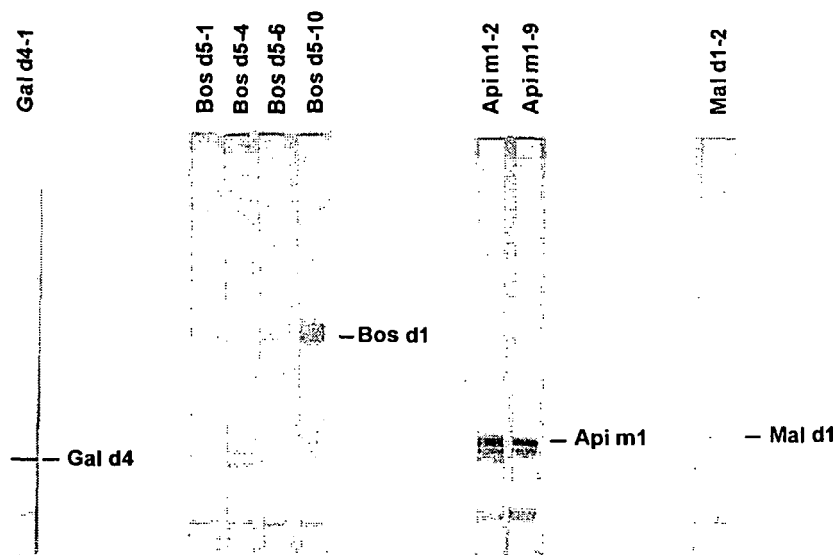 Gal d4-1
Bos d5-1
Bos d5-4
Bos d5-6
Bos d5-10
Api m1-2
Api m1-9
Mal d1-2
Bos d1
Api m1
Mal d1
Gal d4